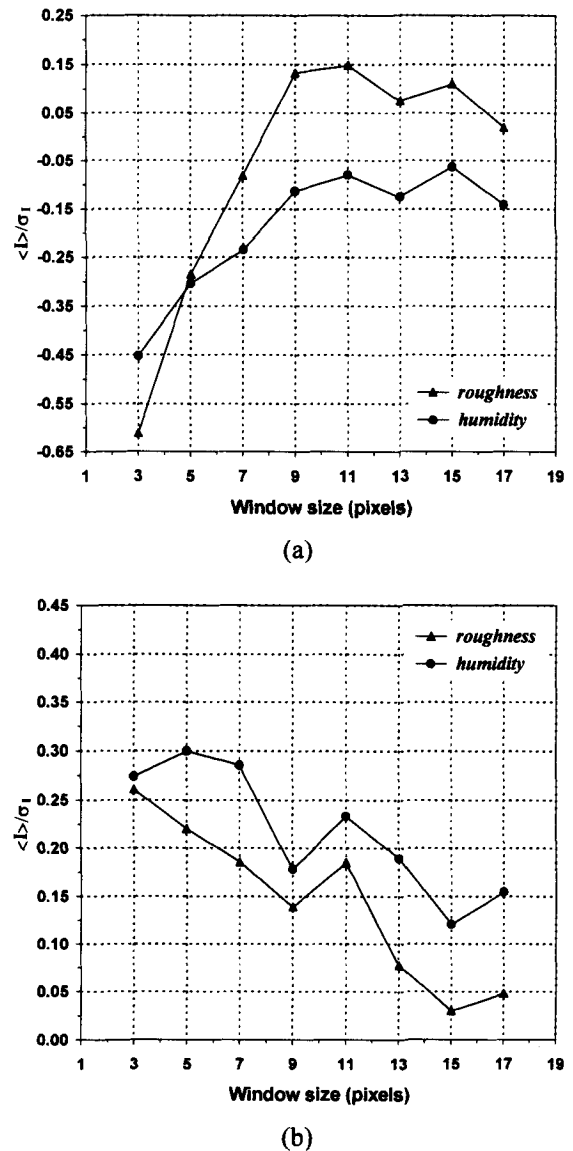 0.25
0.15
0.05
-0.05
-0.15
-0.25
-0.35
-0.45
-0.55
-0.65
<I>/σI
1 3 5 7 9 11 13 15 17 19
Window size (pixels)
roughness
humidity
(a)
0.45
0.40
0.35
0.30
0.25
0.20
0.15
0.10
0.05
0.00
<I>/σI
1 3 5 7 9 11 13 15 17 19
Window size (pixels)
roughness
humidity
(b)